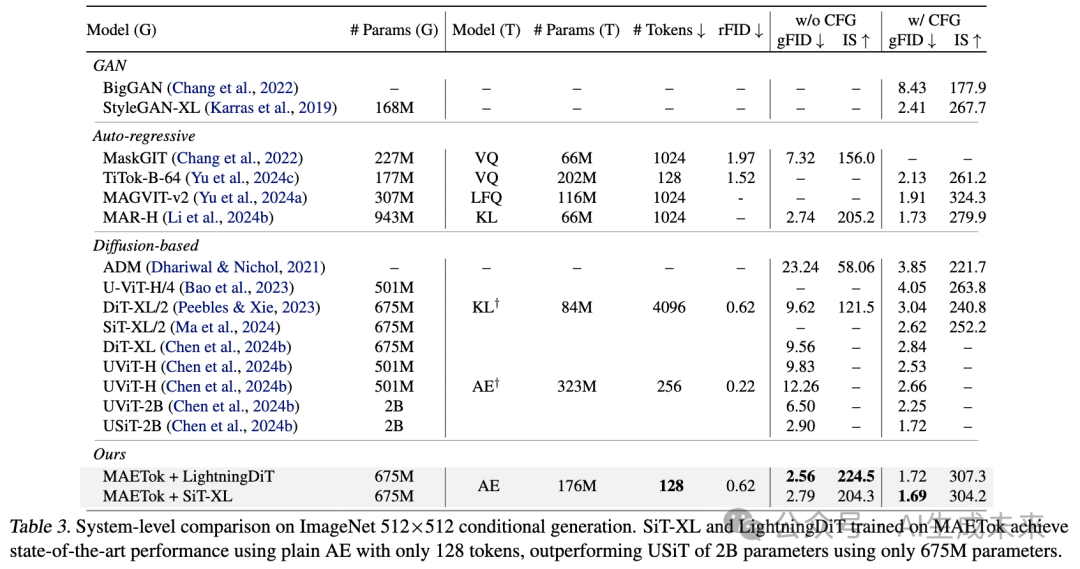 w/o CFG w/ CFG
Model (G) # Params (G) Model (T) # Params (T) # Tokens ↓ rFID ↓ gFID ↓ IS ↑ gFID ↓ IS ↑
GAN
BigGAN (Chang et al., 2022) – – – – – – – 8.43 177.9
StyleGAN-XL (Karras et al., 2019) 168M – – – – – – 2.41 267.7
Auto-regressive
MaskGIT (Chang et al., 2022) 227M VQ 66M 1024 1.97 7.32 156.0 – –
TiTok-B-64 (Yu et al., 2024c) 177M VQ 202M 128 1.52 – – 2.13 261.2
MAGVIT-v2 (Yu et al., 2024a) 307M LFQ 116M 1024 - – – 1.91 324.3
MAR-H (Li et al., 2024b) 943M KL 66M 1024 – 2.74 205.2 1.73 279.9
Diffusion-based
ADM (Dhariwal & Nichol, 2021) – – – – – 23.24 58.06 3.85 221.7
U-ViT-H/4 (Bao et al., 2023) 501M – – 4.05 263.8
DiT-XL/2 (Peebles & Xie, 2023) 675M KL† 84M 4096 0.62 9.62 121.5 3.04 240.8
SiT-XL/2 (Ma et al., 2024) 675M – – 2.62 252.2
DiT-XL (Chen et al., 2024b) 675M 9.56 – 2.84 –
UViT-H (Chen et al., 2024b) 501M 9.83 – 2.53 –
UViT-H (Chen et al., 2024b) 501M AE† 323M 256 0.22 12.26 – 2.66 –
UViT-2B (Chen et al., 2024b) 2B 6.50 – 2.25 –
USiT-2B (Chen et al., 2024b) 2B 2.90 – 1.72 –
Ours
MAETok + LightningDiT 675M 2.56 224.5 1.72 307.3
AE 176M 128 0.62
MAETok + SiT-XL 675M 2.79 204.3 1.69 304.2
Table 3. System-level comparison on ImageNet 512×512 conditional generation. SiT-XL and LightningDiT trained on MAETok achieve
state-of-the-art performance using plain AE with only 128 tokens, outperforming USiT of 2B parameters using only 675M parameters.
公众号 · AI生成未来